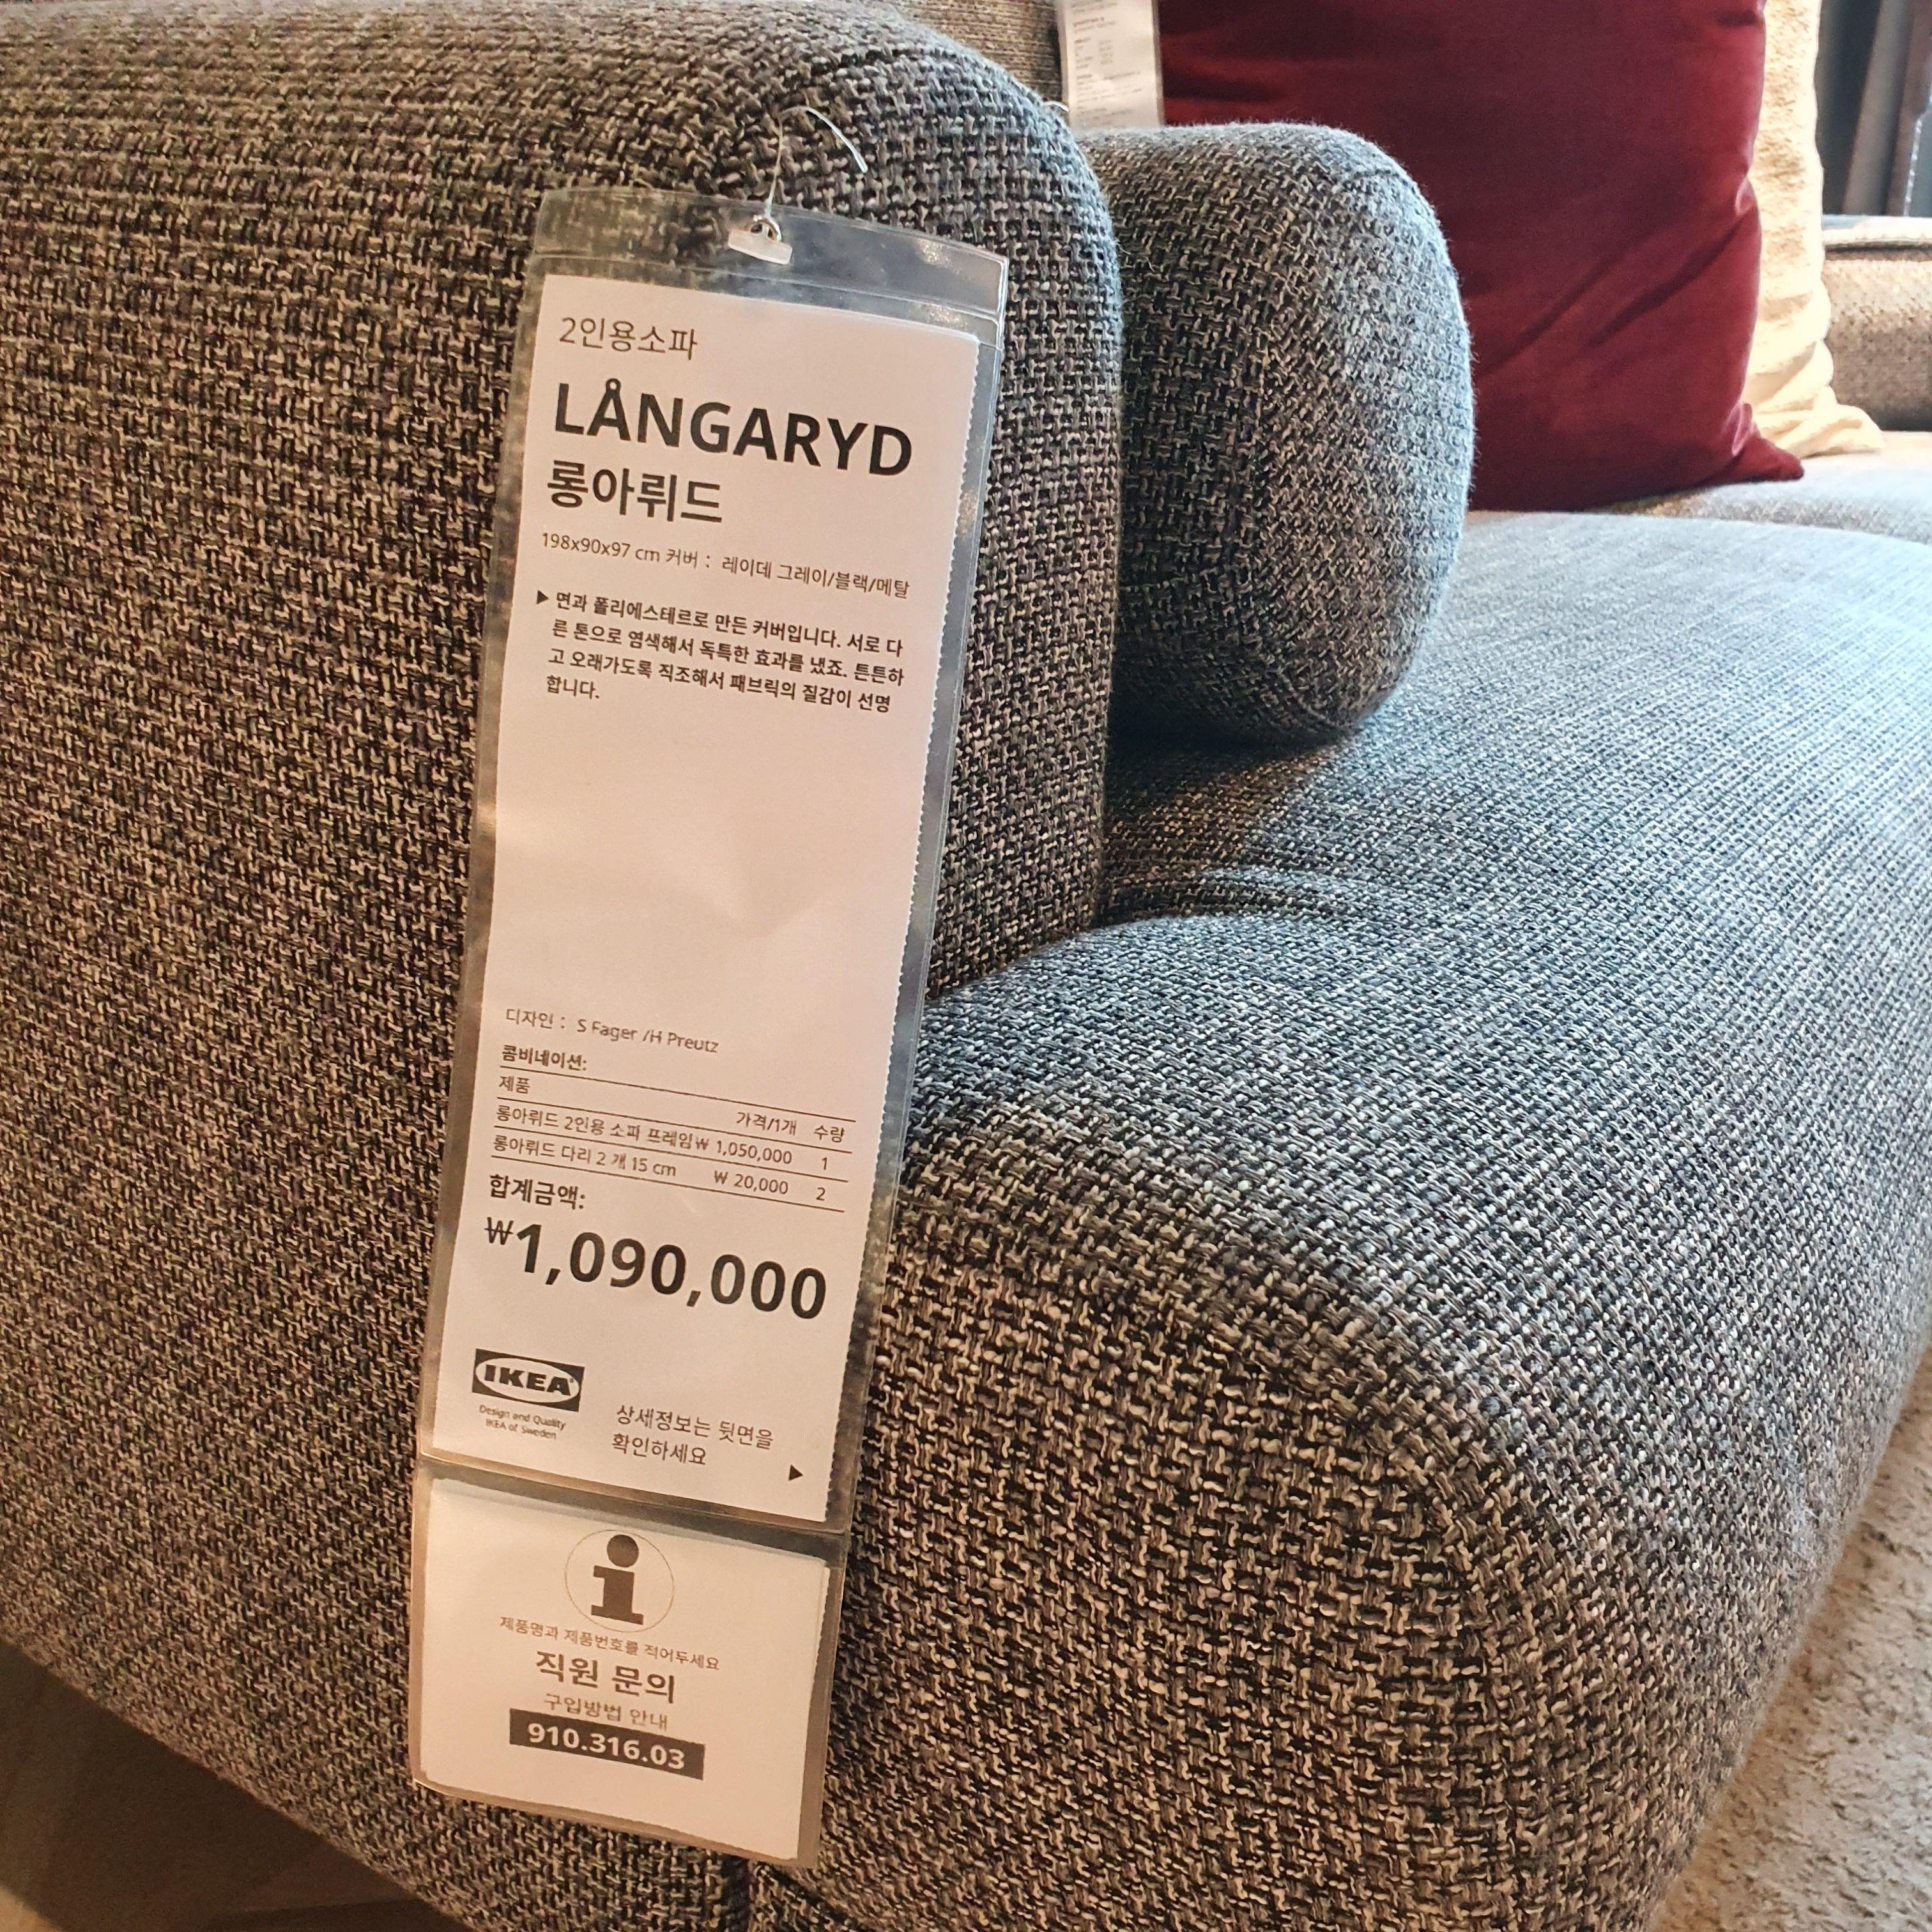 2인용소파
LÅNGARYD
롱아뤼드
198x90x97 cm 커버 : 레이데 그레이/블랙/메탈
▶ 면과 폴리에스테르로 만든 커버입니다. 서로 다
른 톤으로 염색해서 독특한 효과를 냈죠. 튼튼하
고 오래가도록 직조해서 패브릭의 질감이 선명
합니다.
디자인 : S Fager /H Preutz
콤비네이션:
제품 가격/1개 수량
롱아뤼드 2인용 소파 프레임 ₩ 1,050,000 1
롱아뤼드 다리 2 개 15 cm ₩ 20,000 2
합계금액:
₩1,090,000
IKEA
Design and Quality
IKEA of Sweden
상세정보는 뒷면을
확인하세요
▶
i
제품명과 제품번호를 적어두세요
직원 문의
구입방법 안내
910.316.03